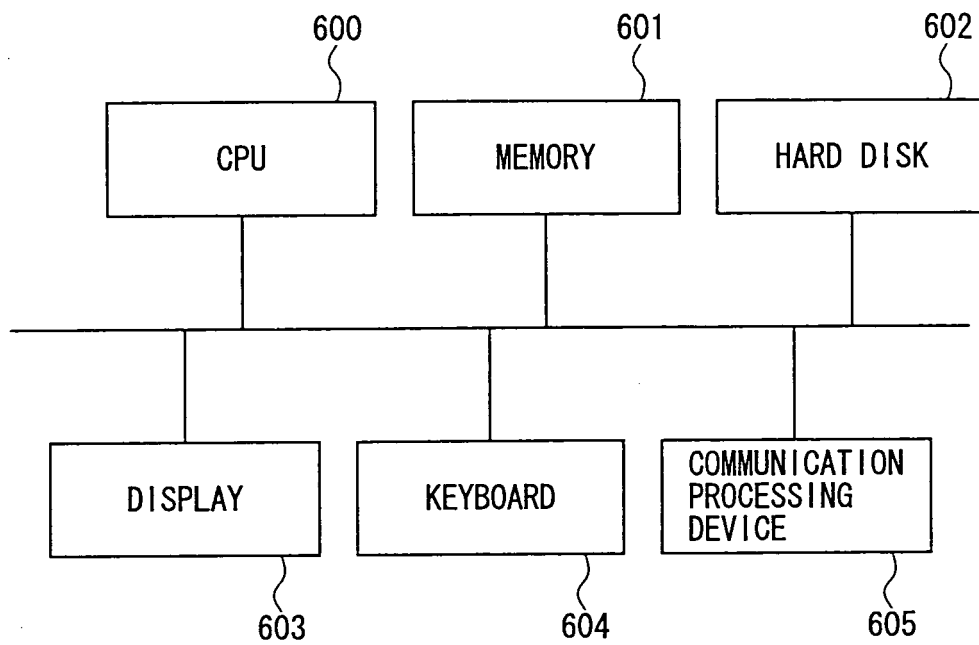 600
601
602
CPU
MEMORY
HARD DISK
DISPLAY
KEYBOARD
COMMUNICATION
PROCESSING
DEVICE
603
604
605